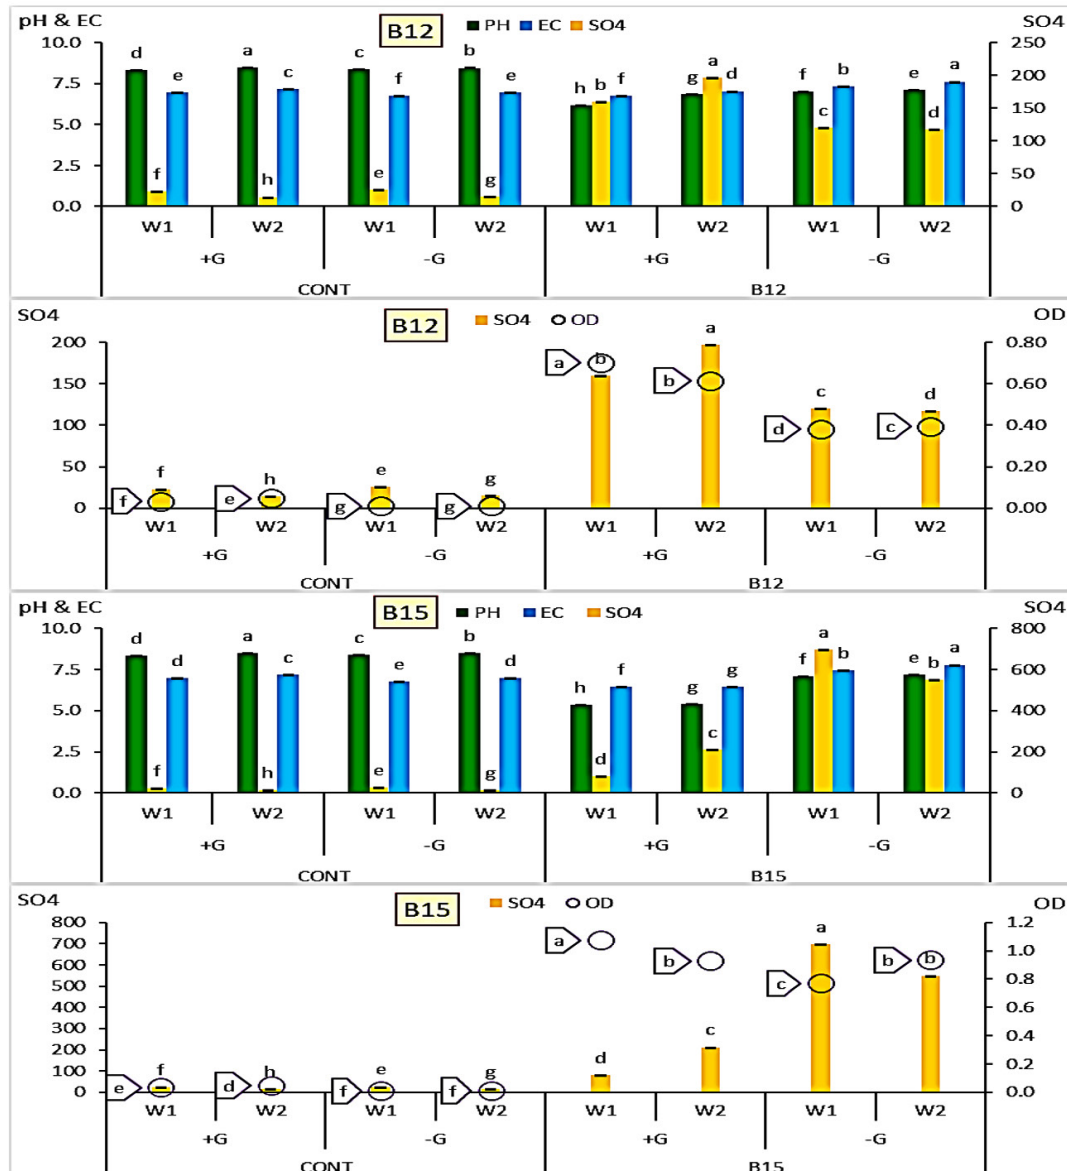 pH & EC B12 PH EC SO4 SO4
10.0 d a c b a 250
e c f e h b f g d f b e a 200
7.5 c d 150
5.0 100
2.5 f h e g 50
0.0 0
W1 W2 W1 W2 W1 W2 W1 W2
+G -G +G -G
CONT B12
SO4 B12 SO4 OD OD
200 a 0.80
150 a b b 0.60
100 c d d c 0.40
50 f h e g 0.20
0 f e g g 0.00
W1 W2 W1 W2 W1 W2 W1 W2
+G -G +G -G
CONT B12
pH & EC B15 PH EC SO4 SO4
10.0 d a c b a 800
7.5 d c e d h f g g f b e b a 600
5.0 c 400
2.5 f h e g d 200
0.0 0
W1 W2 W1 W2 W1 W2 W1 W2
+G -G +G -G
CONT B15
SO4 B15 SO4 OD OD
800 1.2
700 a b a b b 1.0
600 0.8
500 c
400 0.6
300 c 0.4
200
100 f h e g d 0.2
0 e d f f 0.0
W1 W2 W1 W2 W1 W2 W1 W2
+G -G +G -G
CONT B15